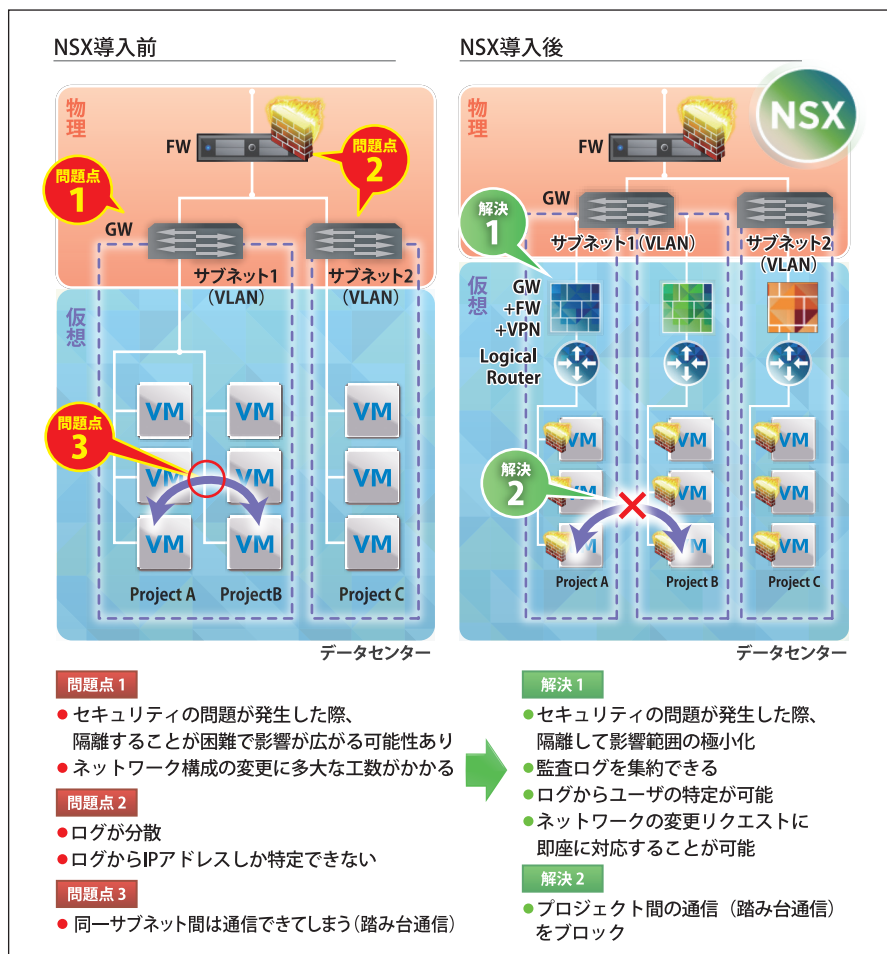 NSX導入前
物理
FW
問題点
1
問題点
2
GW
サブネット1
(VLAN)
サブネット2
(VLAN)
仮想
VM
VM
VM
問題点
3
VM
VM
VM
VM
VM
VM
Project A
ProjectB
Project C
データセンター
NSX導入後
NSX
物理
FW
GW
解決
1
サブネット1 (VLAN)
サブネット2
(VLAN)
仮想
GW
+FW
+VPN
Logical
Router
VM
VM
VM
解決
2
VM
VM
VM
VM
VM
VM
Project A
Project B
Project C
データセンター
問題点 1
● セキュリティの問題が発生した際、
隔離することが困難で影響が広がる可能性あり
● ネットワーク構成の変更に多大な工数がかかる
問題点 2
● ログが分散
● ログからIPアドレスしか特定できない
問題点 3
● 同一サブネット間は通信できてしまう(踏み台通信)
解決 1
● セキュリティの問題が発生した際、
隔離して影響範囲の極小化
● 監査ログを集約できる
● ログからユーザの特定が可能
● ネットワークの変更リクエストに
即座に対応することが可能
解決 2
● プロジェクト間の通信(踏み台通信)
をブロック